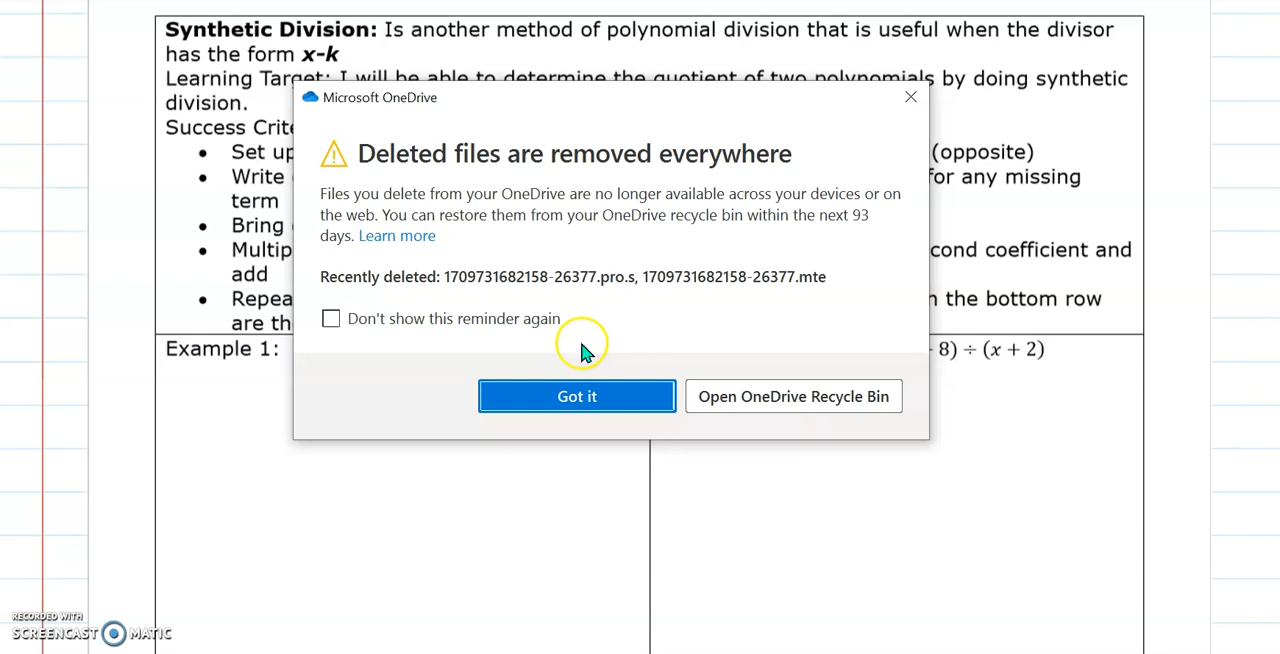 Synthetic Division: Is another method of polynomial division that is useful when the divisor
has the form x-k
Learning Target: I will be able to determine the quotient of two polynomials by doing synthetic
division.
Success
• Set up (opposite)
• Write for any missing
term
• Bring
• and
add
• the bottom row
are
Example 1: 8) ÷ (x + 2)
Microsoft OneDrive
Deleted files are removed everywhere
Files you delete from your OneDrive are no longer available across your devices or on
the web. You can restore them from your OneDrive recycle bin within the next 93
days. Learn more
Recently deleted: 1709731682158-26377.pro.s, 1709731682158-26377.mte
Don't show this reminder again
Got it
Open OneDrive Recycle Bin
RECORDED WITH
SCREENCAST MATIC